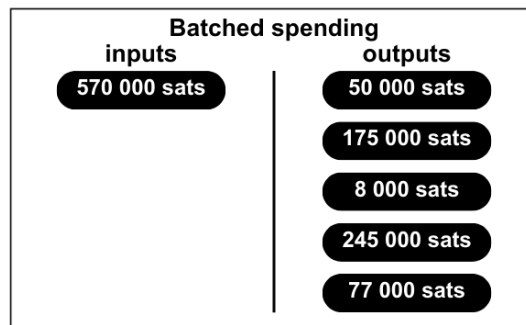 Batched spending
inputs outputs
570 000 sats 50 000 sats
175 000 sats
8 000 sats
245 000 sats
77 000 sats